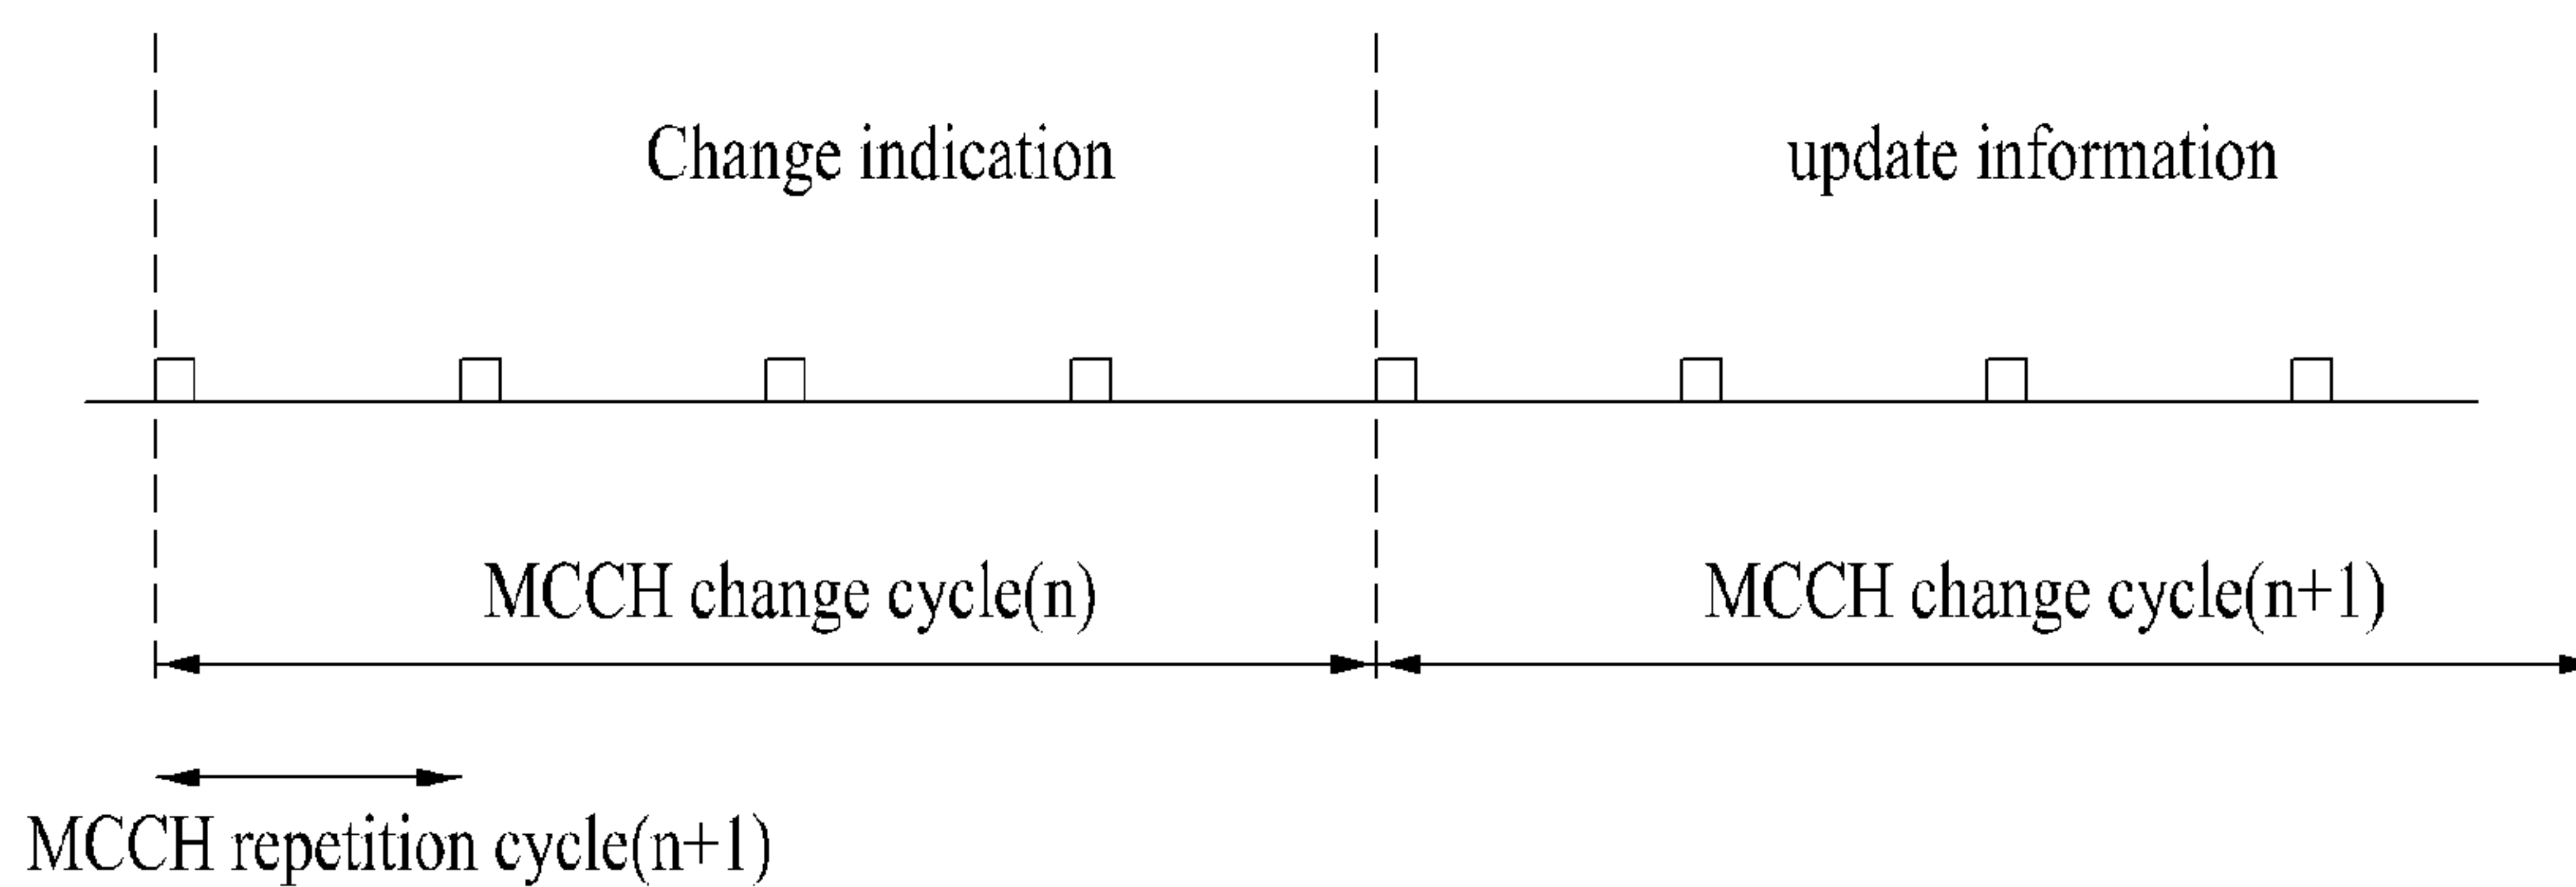 Change indication
update information
MCCH change cycle(n)
MCCH change cycle(n+1)
MCCH repetition cycle(n+1)